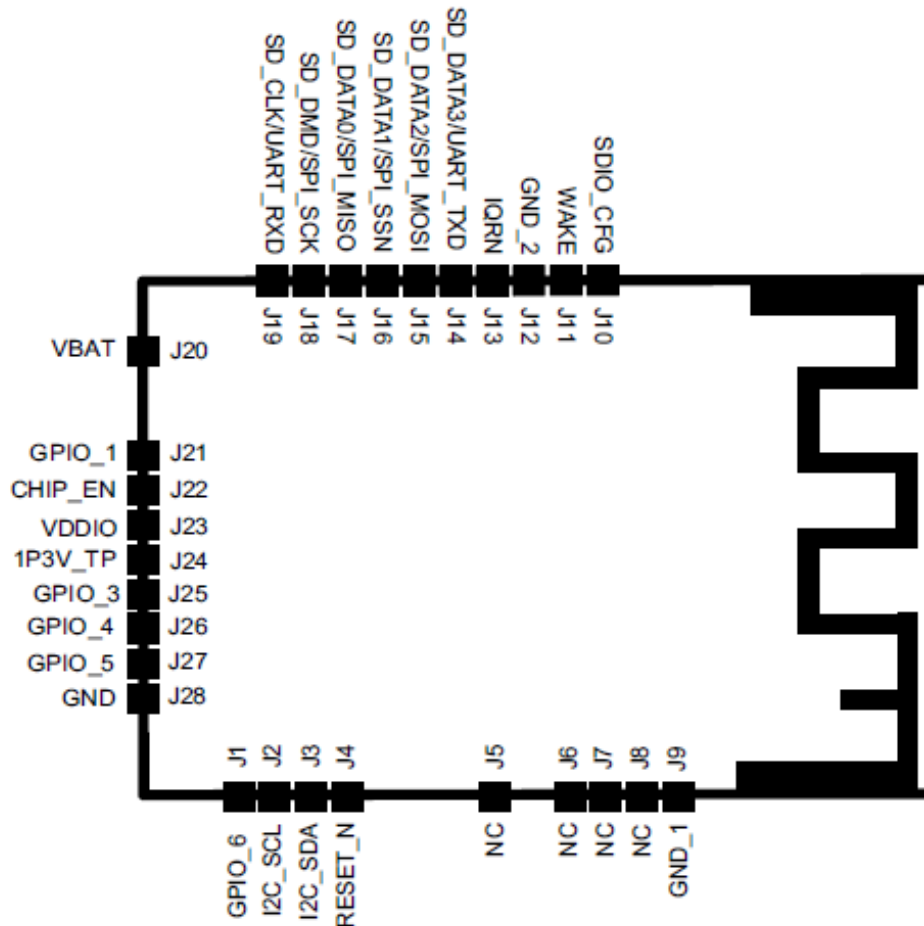 SD_CLK/UART_RXD
SD_DMD/SPI_SCK
SD_DATA0/SPI_MISO
SD_DATA1/SPI_SSN
SD_DATA2/SPI_MOSI
SD_DATA3/UART_TXD
IQRN
GND_2
WAKE
SDIO_CFG
J19
J18
J17
J16
J15
J14
J13
J12
J11
J10
VBAT J20
GPIO_1 J21
CHIP_EN J22
VDDIO J23
1P3V_TP J24
GPIO_3 J25
GPIO_4 J26
GPIO_5 J27
GND J28
J1
J2
J3
J4
J5
J6
J7
J8
J9
GPIO_6
I2C_SCL
I2C_SDA
RESET_N
NC
NC
NC
NC
GND_1